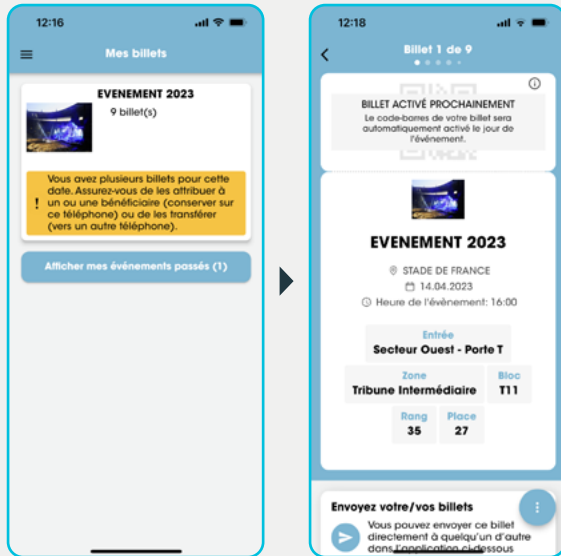 12:16
Mes billets
EVENEMENT 2023
9 billet(s)
Vous avez plusieurs billets pour cette
date. Assurez-vous de les attribuer à
! un ou une bénéficiaire (conserver sur
ce téléphone) ou de les transférer
(vers un autre téléphone).
Afficher mes événements passés (1)
12:18
Billet 1 de 9
BILLET ACTIVÉ PROCHAINEMENT
Le code-barres de votre billet sera
automatiquement activé le jour de
l'événement.
EVENEMENT 2023
STADE DE FRANCE
14.04.2023
Heure de l'évènement: 16:00
Entrée
Secteur Ouest - Porte T
Zone Bloc
Tribune Intermédiaire T11
Rang Place
35 27
Envoyez votre/vos billets
Vous pouvez envoyer ce billet
directement à quelqu'un d'autre
dans l'application ci-dessous